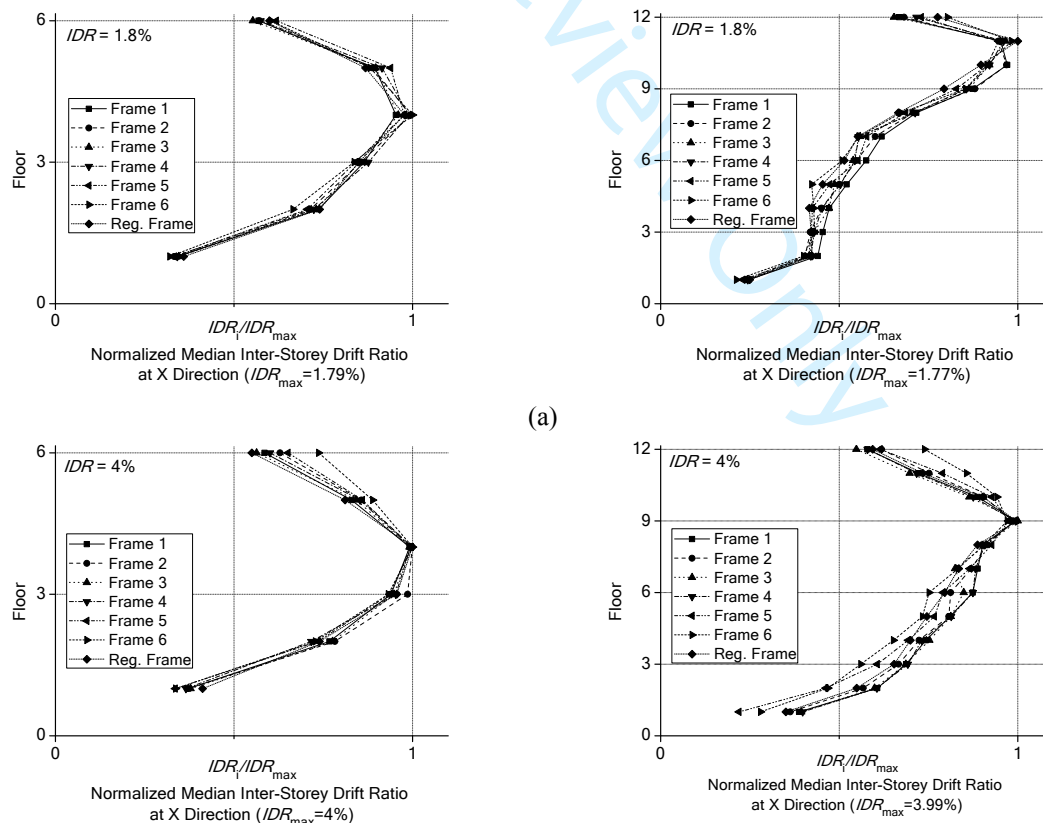 6
IDR = 1.8%
Frame 1
Frame 2
Frame 3
Frame 4
Frame 5
Frame 6
Reg. Frame
Floor
3
0
0
1
IDRi/IDRmax
Normalized Median Inter-Storey Drift Ratio
at X Direction (IDRmax=1.79%)
12
IDR = 1.8%
9
Frame 1
Frame 2
Frame 3
Frame 4
Frame 5
Frame 6
Reg. Frame
Floor
6
3
0
0
1
IDRi/IDRmax
Normalized Median Inter-Storey Drift Ratio
at X Direction (IDRmax=1.77%)
(a)
6
IDR = 4%
Frame 1
Frame 2
Frame 3
Frame 4
Frame 5
Frame 6
Reg. Frame
Floor
3
0
0
1
IDRi/IDRmax
Normalized Median Inter-Storey Drift Ratio
at X Direction (IDRmax=4%)
12
IDR = 4%
9
Frame 1
Frame 2
Frame 3
Frame 4
Frame 5
Frame 6
Reg. Frame
Floor
6
3
0
0
1
IDRi/IDRmax
Normalized Median Inter-Storey Drift Ratio
at X Direction (IDRmax=3.99%)
Only